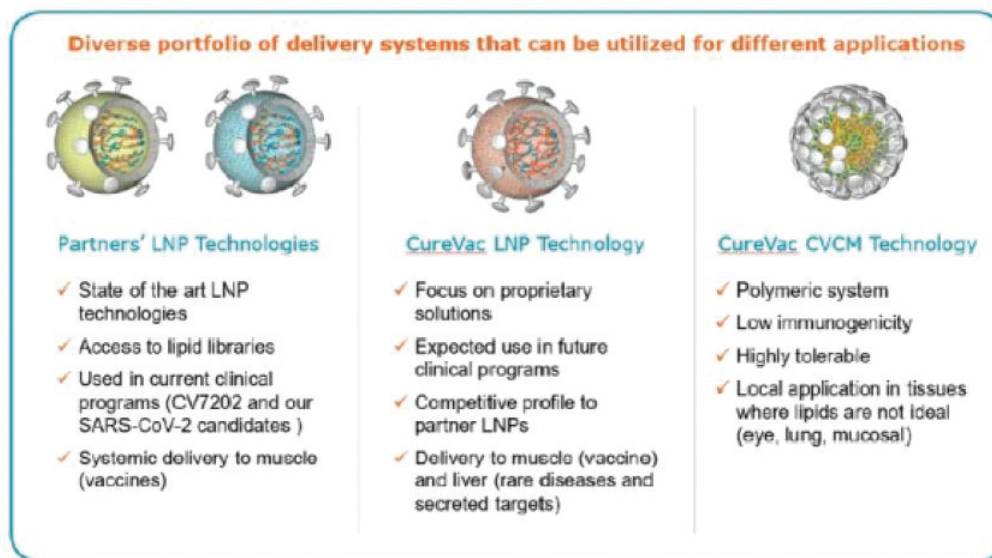 Diverse portfolio of delivery systems that can be utilized for different applications
Partners' LNP Technologies
✓ State of the art LNP
technologies
✓ Access to lipid libraries
✓ Used in current clinical
programs (CV7202 and our
SARS-CoV-2 candidates )
✓ Systemic delivery to muscle
(vaccines)
CureVac LNP Technology
✓ Focus on proprietary
solutions
✓ Expected use in future
clinical programs
✓ Competitive profile to
partner LNPs
✓ Delivery to muscle (vaccine)
and liver (rare diseases and
secreted targets)
CureVac CVCM Technology
✓ Polymeric system
✓ Low immunogenicity
✓ Highly tolerable
✓ Local application in tissues
where lipids are not ideal
(eye, lung, mucosal)